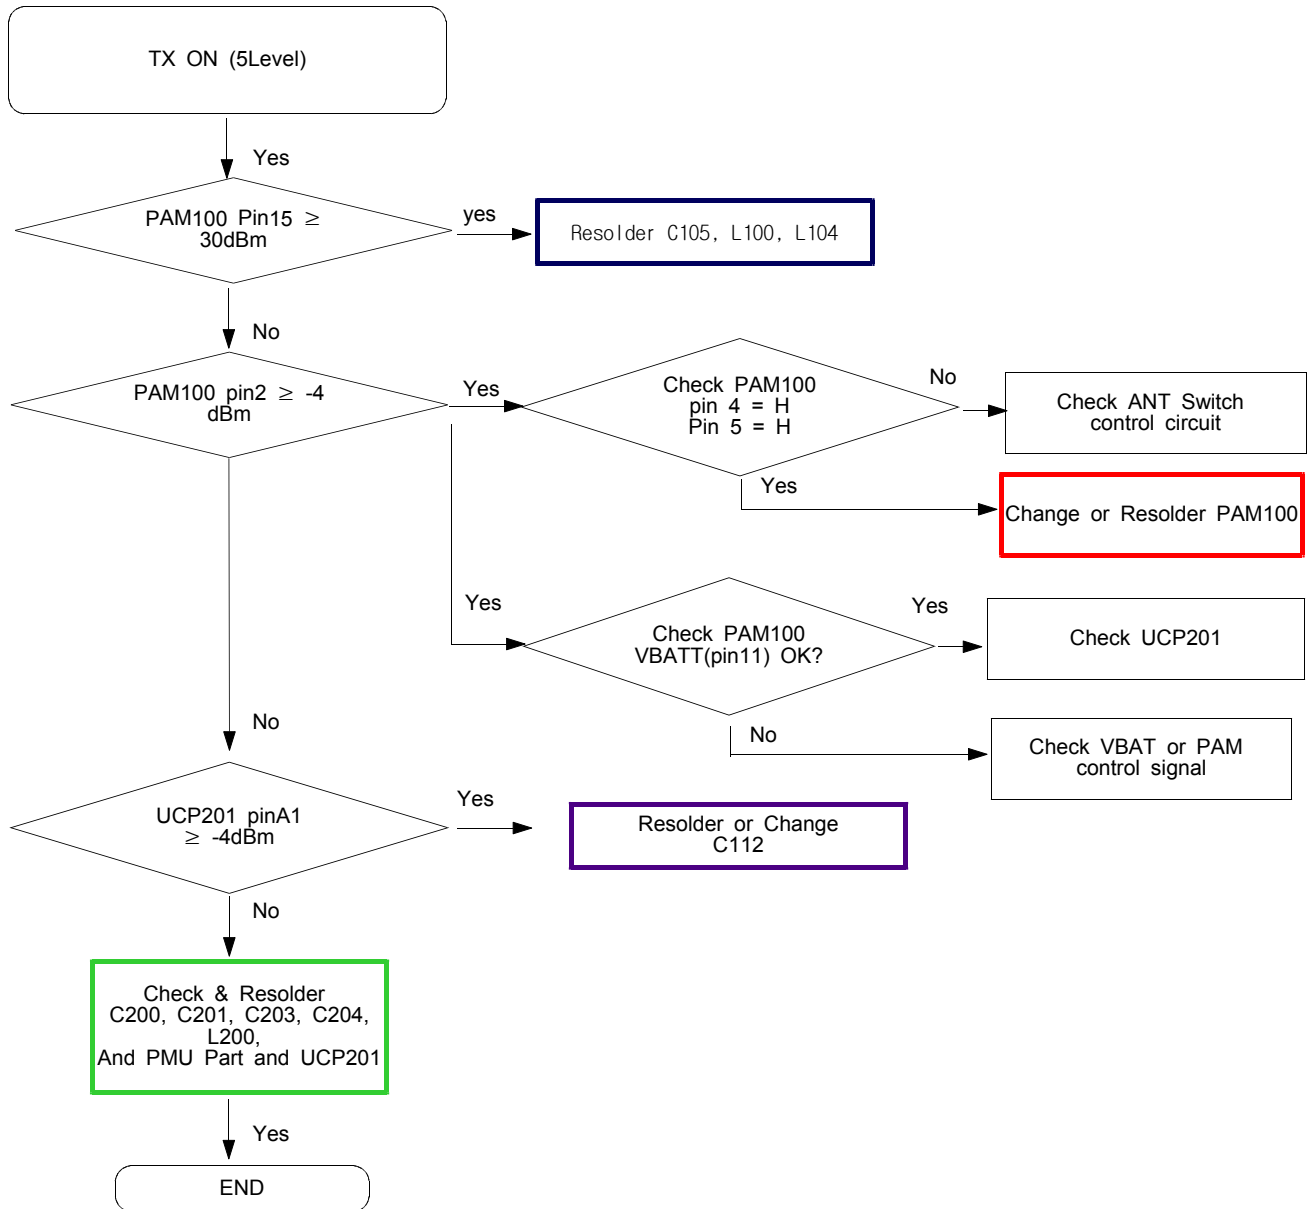 TX ON (5Level)
Yes
PAM100 Pin15 ≥
30dBm
yes
Resolder C105, L100, L104
No
PAM100 pin2 ≥ -4
dBm
Yes
Check PAM100
pin 4 = H
Pin 5 = H
No
Check ANT Switch
control circuit
Yes
Change or Resolder PAM100
Yes
Check PAM100
VBATT(pin11) OK?
Yes
Check UCP201
No
Check VBAT or PAM
control signal
No
UCP201 pinA1
≥ -4dBm
Yes
Resolder or Change
C112
No
Check & Resolder
C200, C201, C203, C204,
L200,
And PMU Part and UCP201
Yes
END